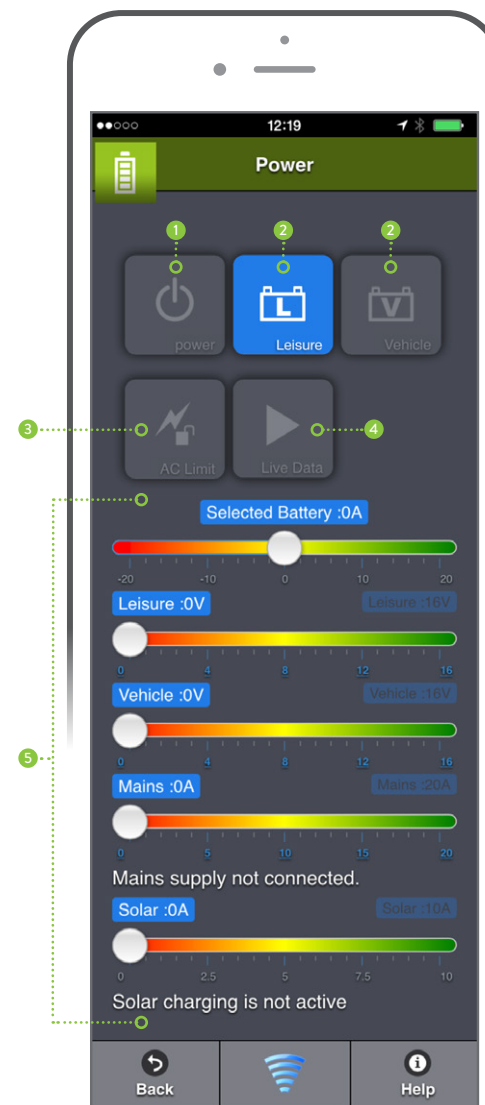 12:19
Power
1 2 2
power L Leisure V Vehicle
3 4
AC Limit Live Data
Selected Battery :0A
-20 -10 0 10 20
Leisure :0V Leisure :16V
0 4 8 12 16
Vehicle :0V Vehicle :16V
0 4 8 12 16
5
Mains :0A Mains :20A
0 5 10 15 20
Mains supply not connected.
Solar :0A Solar :10A
0 2.5 5 7.5 10
Solar charging is not active
Back i Help